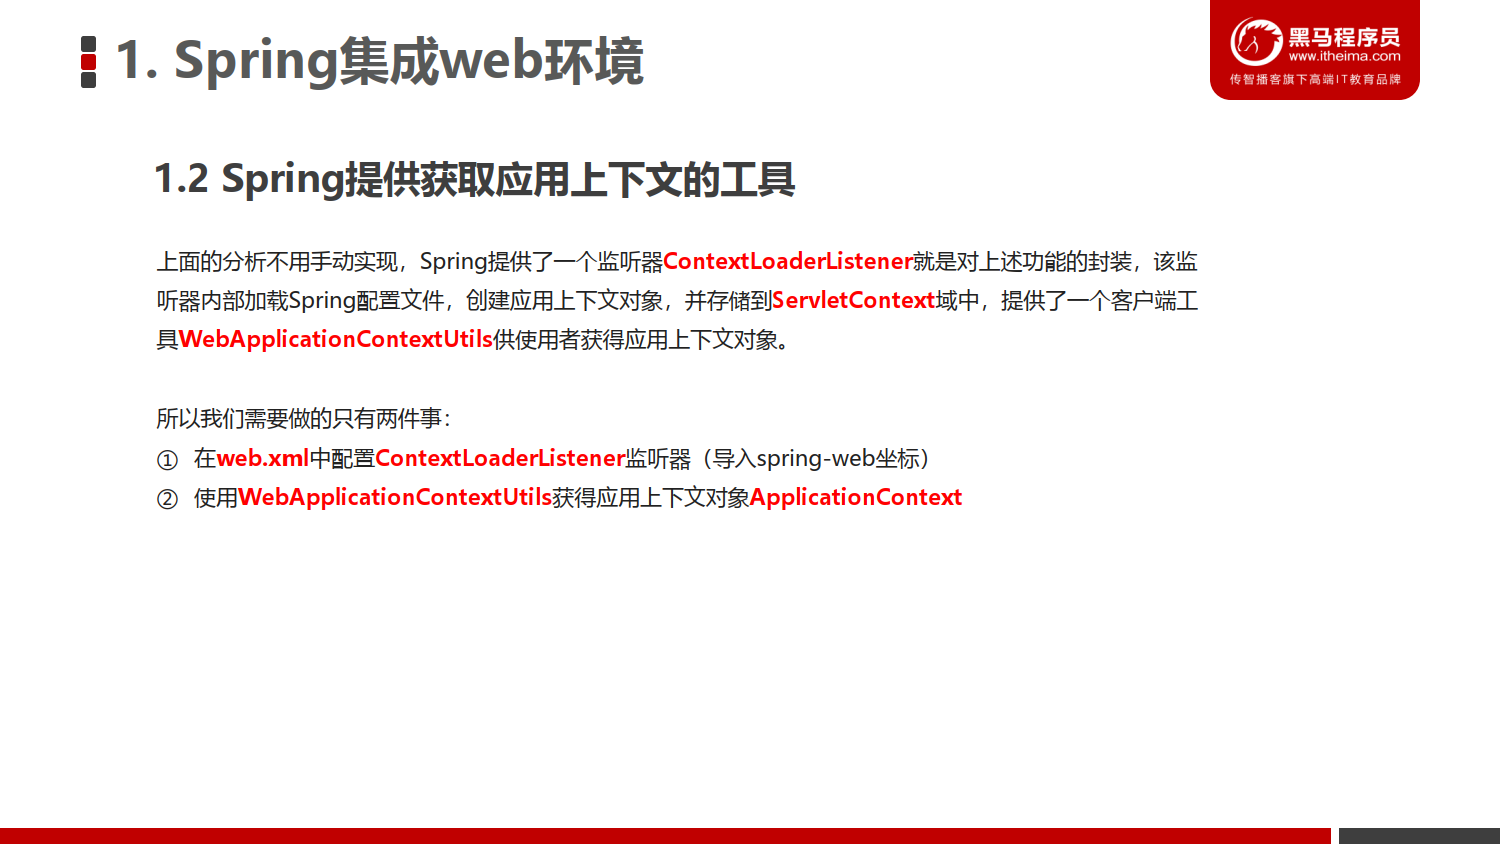 1. Spring集成web环境
黑马程序员
www.itheima.com
传智播客旗下高端IT教育品牌
1.2 Spring提供获取应用上下文的工具
上面的分析不用手动实现，Spring提供了一个监听器ContextLoaderListener就是对上述功能的封装，该监
听器内部加载Spring配置文件，创建应用上下文对象，并存储到ServletContext域中，提供了一个客户端工
具WebApplicationContextUtils供使用者获得应用上下文对象。
所以我们需要做的只有两件事：
① 在web.xml中配置ContextLoaderListener监听器（导入spring-web坐标）
② 使用WebApplicationContextUtils获得应用上下文对象ApplicationContext